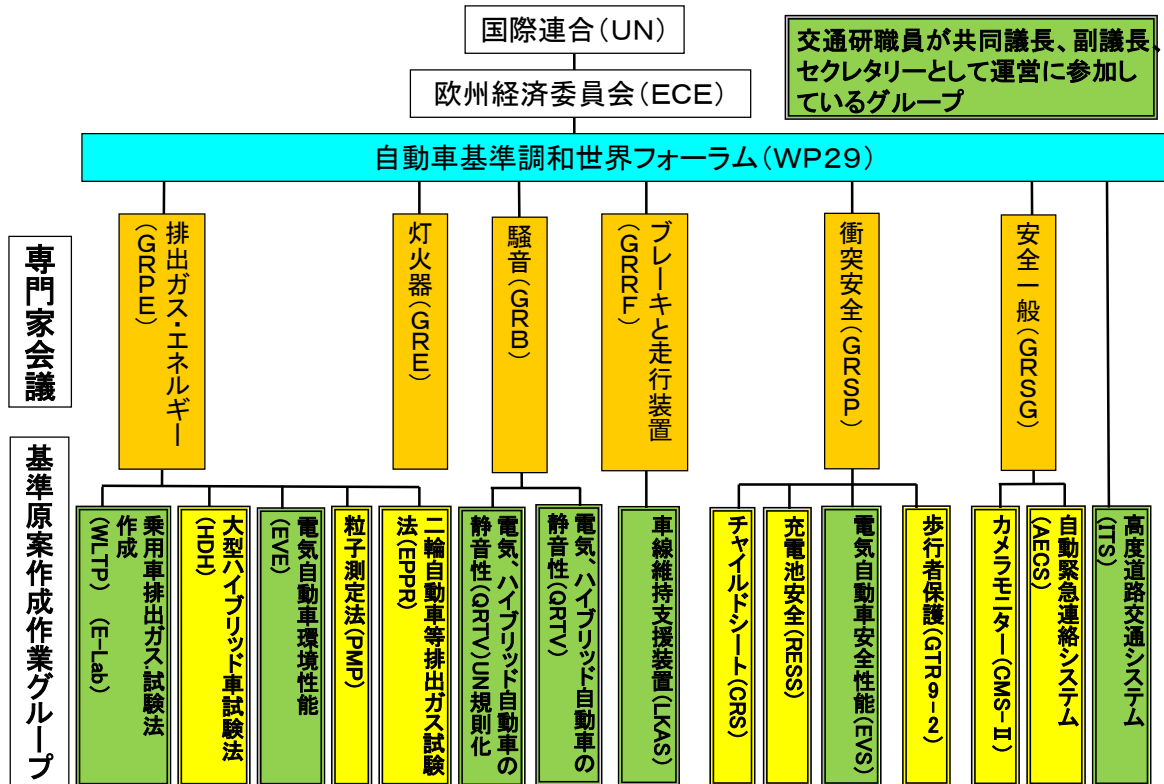 国際連合(UN)
欧州経済委員会(ECE)
交通研職員が共同議長、副議長、
セクレタリーとして運営に参加し
ているグループ
自動車基準調和世界フォーラム(WP29)
専門家会議
排出ガス・エネルギー
(GRPE)
灯火器(GRE)
騒音(GRB)
ブレーキと走行装置
(GRRF)
衝突安全(GRSP)
安全一般(GRSG)
基準原案作成作業グループ
乗用車排出ガス試験法
作成
(WLTP) (E-Lab)
大型ハイブリッド車試験法
(HDH)
電気自動車環境性能
(EVE)
粒子測定法(PMP)
二輪自動車等排出ガス試験
法(EPPR)
電気、ハイブリッド自動車の
静音性(QRTV)UN規則化
電気、ハイブリッド自動車の
静音性(QRTV)
車線維持支援装置(LKAS)
チャイルドシート(CRS)
充電池安全(RESS)
電気自動車安全性能(EVS)
歩行者保護(GTR9-2)
カメラモニター(CMS-Ⅱ)
自動緊急連絡システム
(AECS)
高度道路交通システム
(ITS)